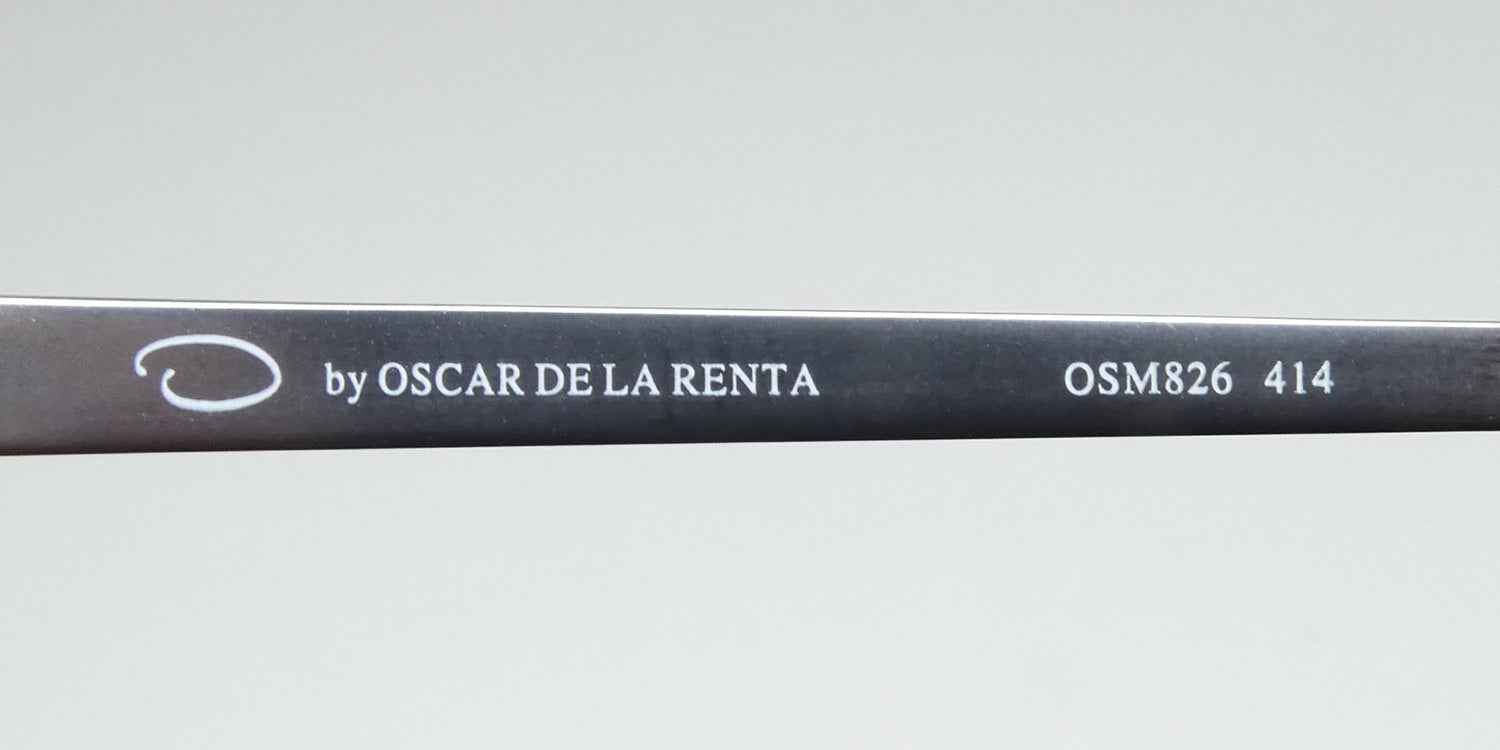 O by OSCAR DE LA RENTA OSM826 414